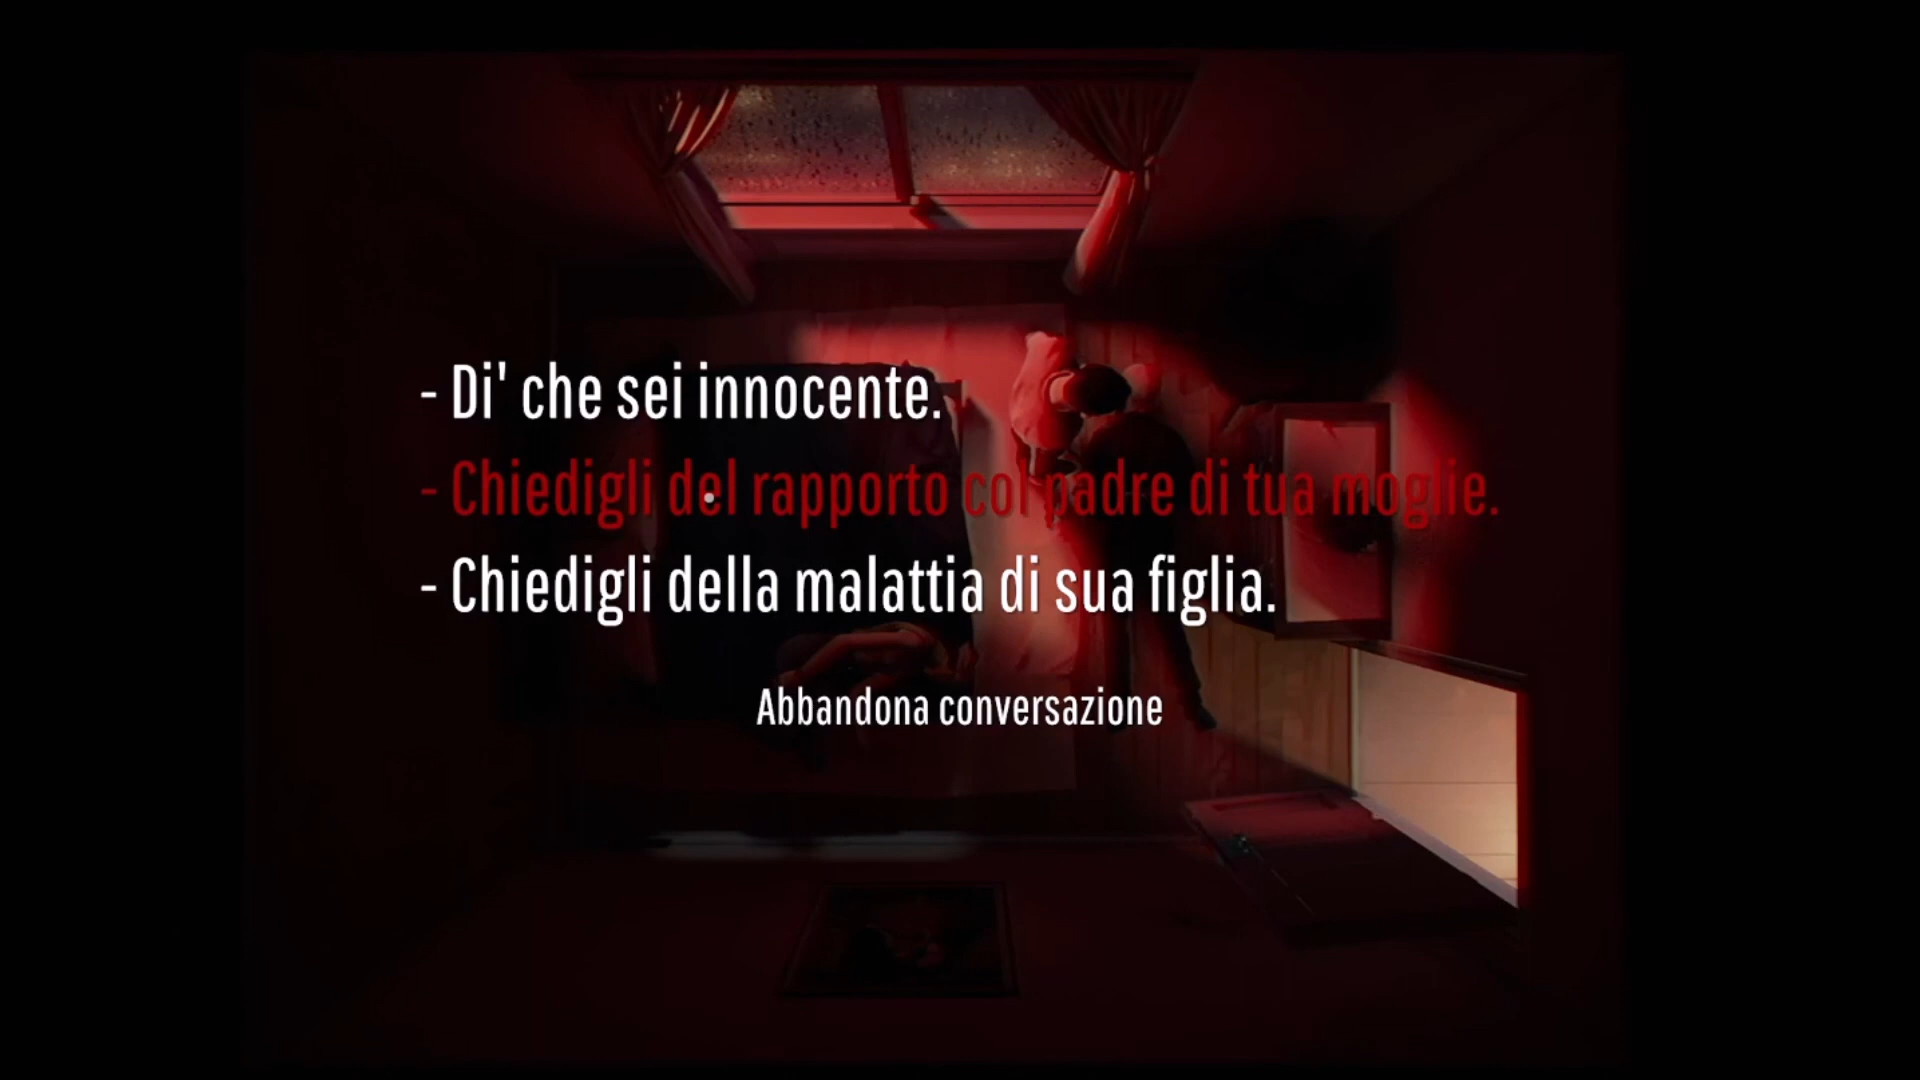 - Di' che sei innocente.
- Chiedigli del rapporto col padre di tua moglie.
- Chiedigli della malattia di sua figlia.
Abbandona conversazione